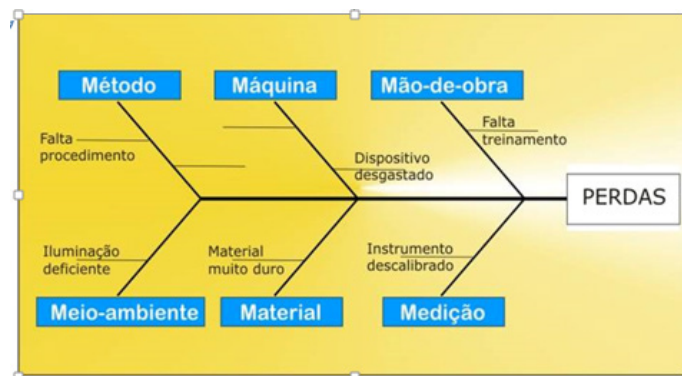 Método
Máquina
Mão-de-obra
Falta
procedimento
Dispositivo
desgastado
Falta
treinamento
PERDAS
Iluminação
deficiente
Material
muito duro
Instrumento
descalibrado
Meio-ambiente
Material
Medição